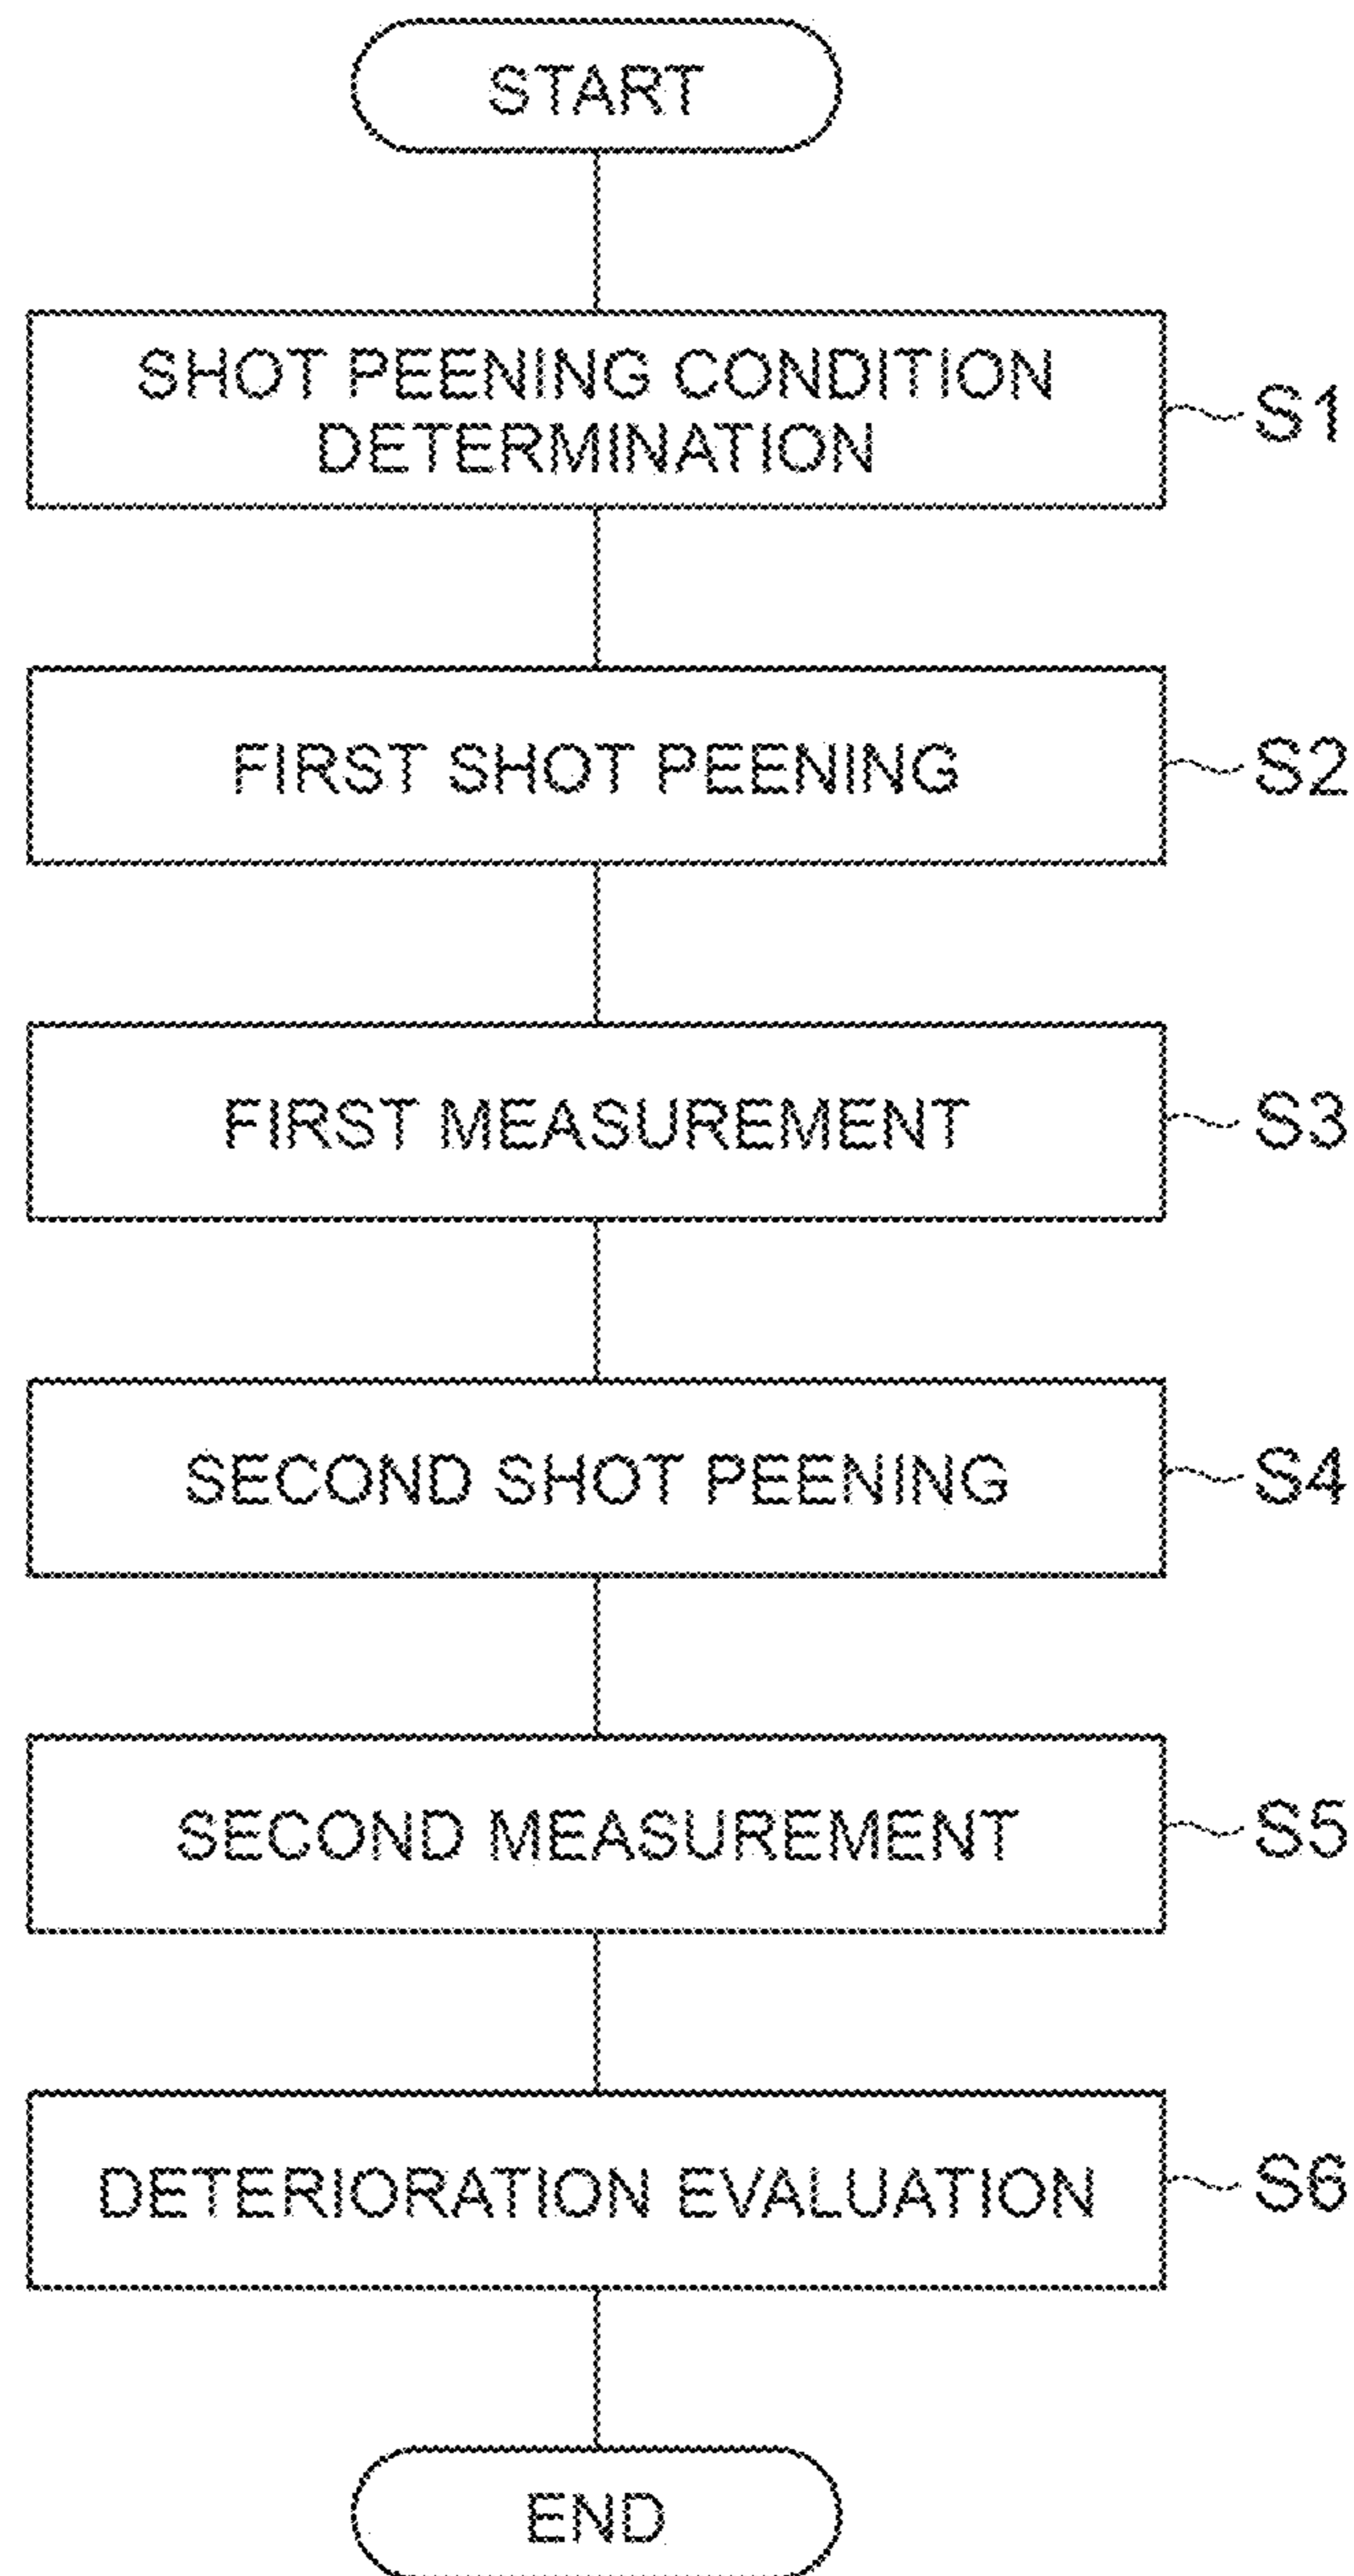 START
SHOT PEENING CONDITION
DETERMINATION
S1
FIRST SHOT PEENING
S2
FIRST MEASUREMENT
S3
SECOND SHOT PEENING
S4
SECOND MEASUREMENT
S5
DETERIORATION EVALUATION
S6
END